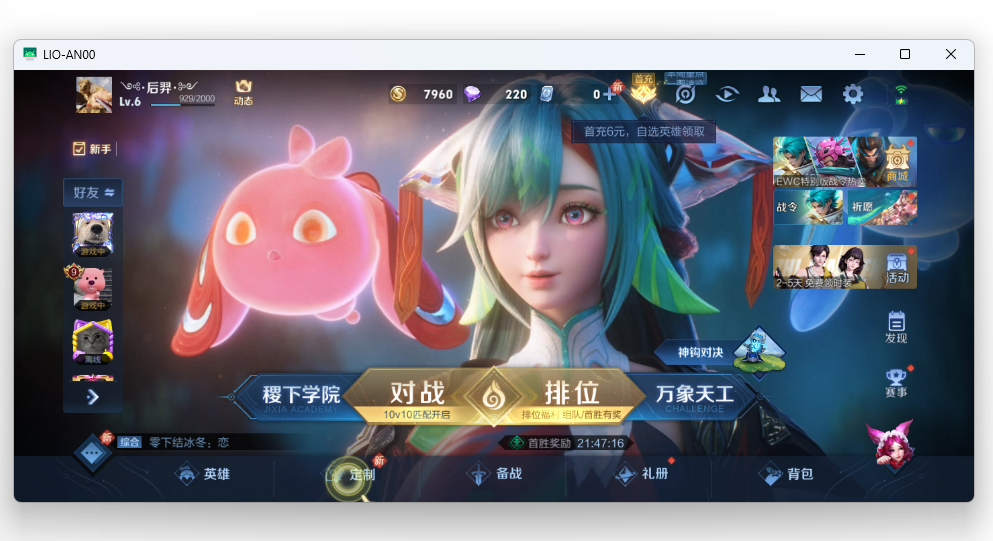 LIO-AN00
·后羿·
Lv.6
929/2000
动态
7960
220
0
新
首充
首充6元，自选英雄领取
新手
好友
游戏中
9
游戏中
离线
EWC特别版战令热卖
商城
战令
祈愿
2~5天 免费领时装
活动
发现
赛事
神钩对决
稷下学院
JIXIA ACADEMY
对战
10v10匹配开启
排位
排位福利 组队/首胜有奖
万象天工
CHALLENGE
首胜奖励 21:47:16
新
综合
零下结冰冬：恋
英雄
定制
新
备战
礼册
背包